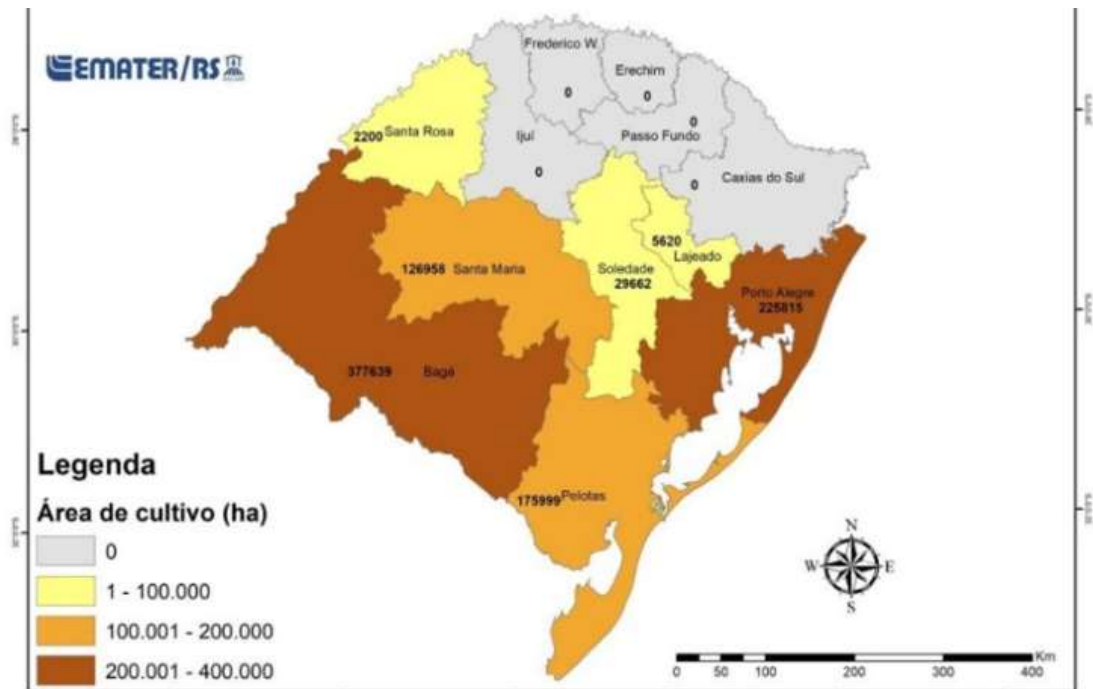 EMATER/RS
Frederico W.
0
Erechim
0
0
Passo Fundo
Ijuí
0
Caxias do Sul
0
2200 Santa Rosa
5620
Lajeado
126958 Santa Maria
Soledade
29662
Porto Alegre
225815
377639 Bagé
175999 Pelotas
Legenda
Área de cultivo (ha)
0
1 - 100.000
100.001 - 200.000
200.001 - 400.000
N
W E
S
Km
0 50 100 200 300 400